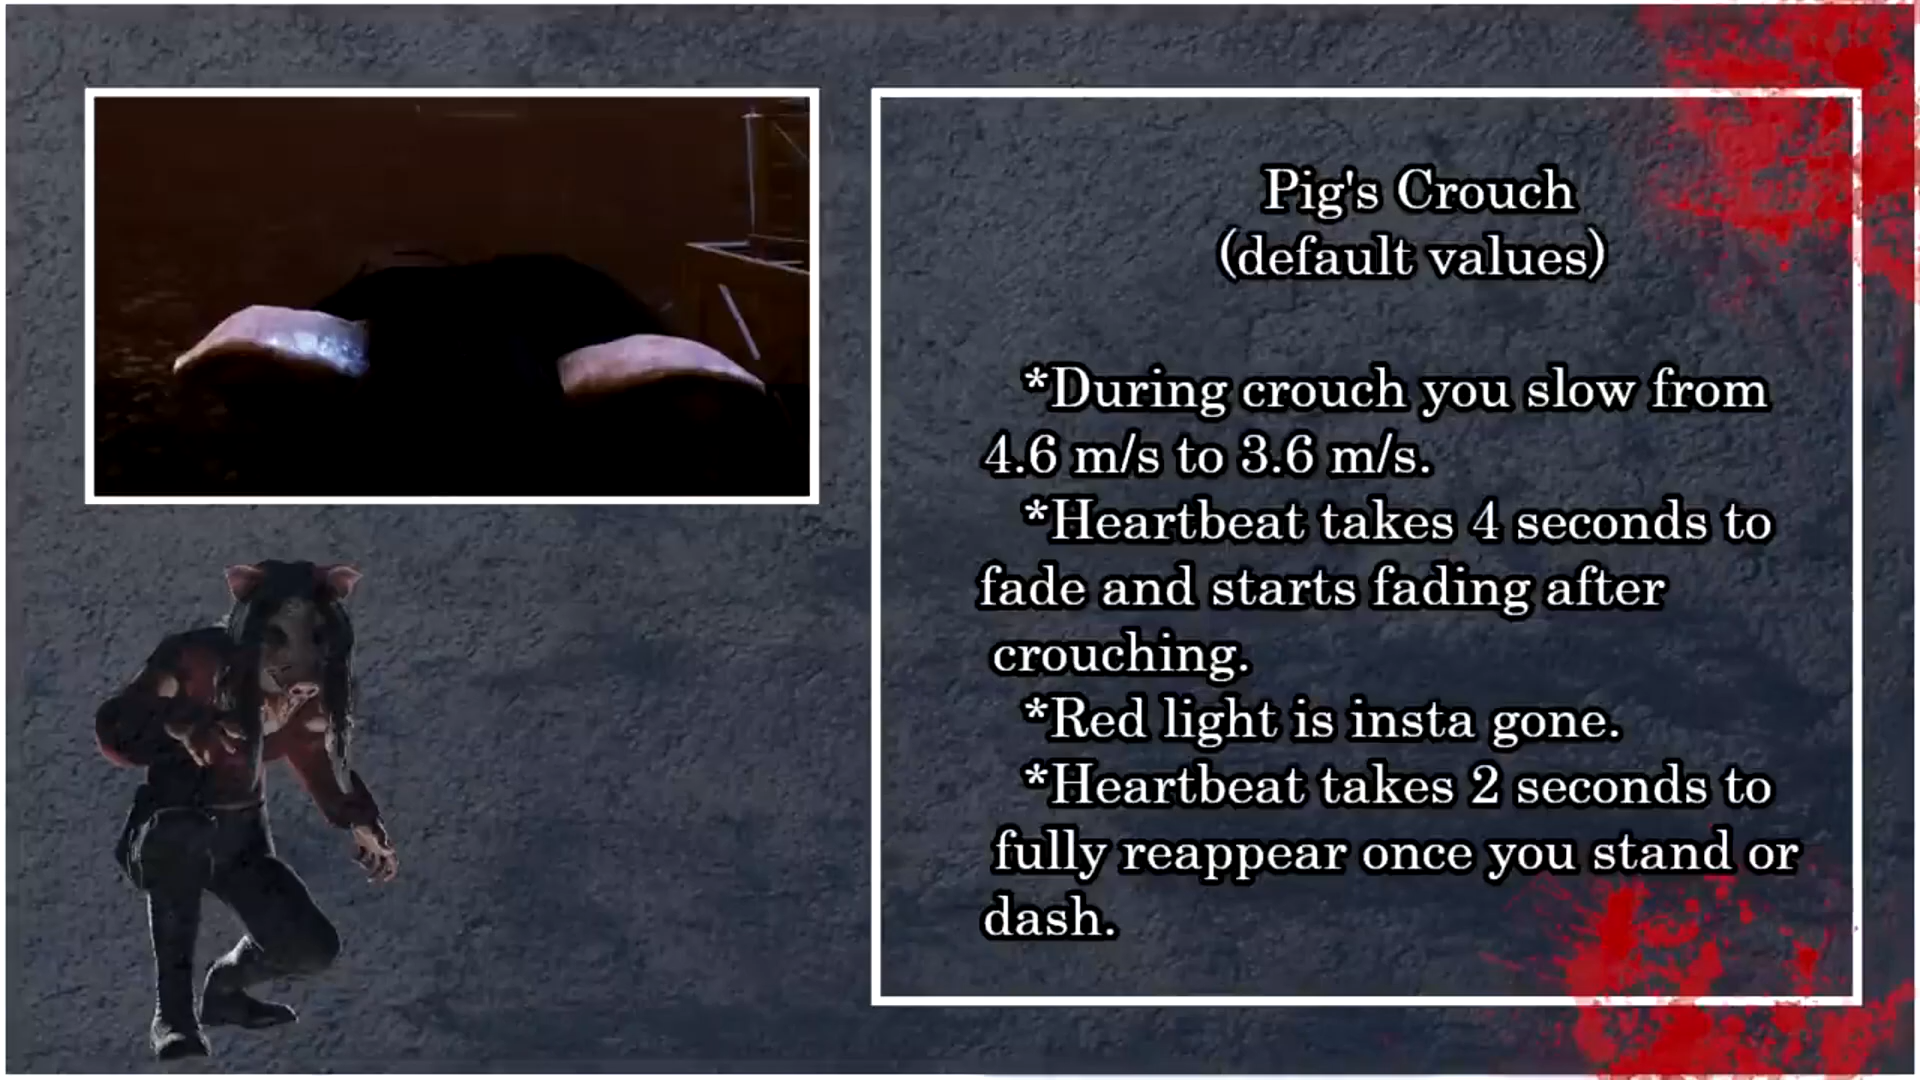 Pig's Crouch
(default values)
*During crouch you slow from
4.6 m/s to 3.6 m/s.
*Heartbeat takes 4 seconds to
fade and starts fading after
crouching.
*Red light is insta gone.
*Heartbeat takes 2 seconds to
fully reappear once you stand or
dash.